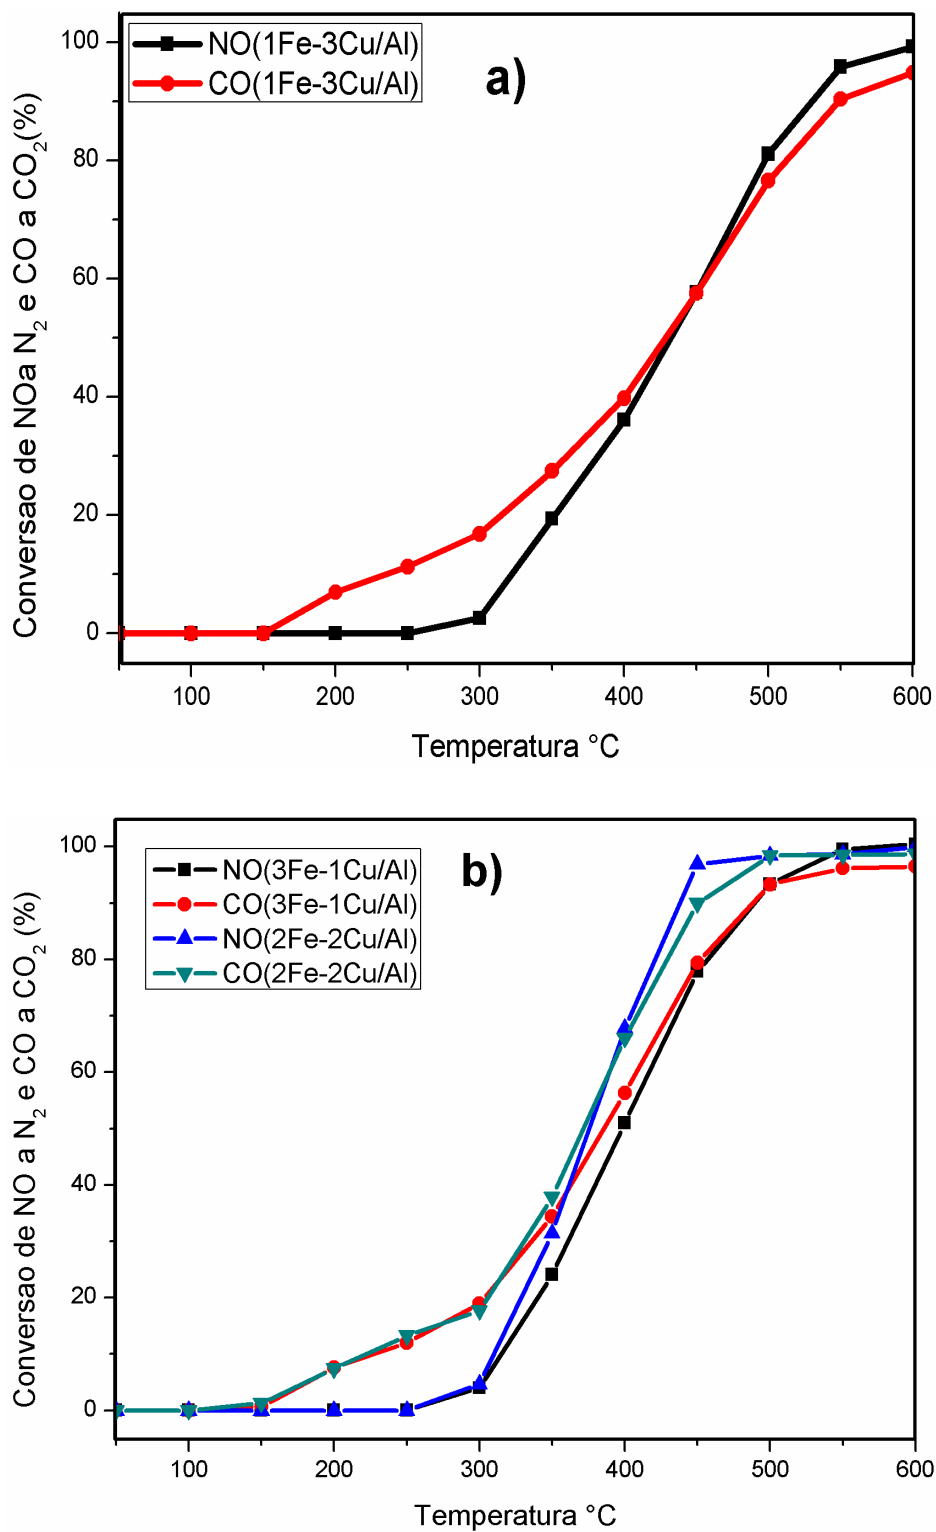 NO(1Fe-3Cu/Al)
CO(1Fe-3Cu/Al)
a)
Conversao de NOa N₂ e CO a CO₂(%)
100
80
60
40
20
0
100 200 300 400 500 600
Temperatura °C
NO(3Fe-1Cu/Al)
CO(3Fe-1Cu/Al)
NO(2Fe-2Cu/Al)
CO(2Fe-2Cu/Al)
b)
Conversao de NO a N₂ e CO a CO₂ (%)
100
80
60
40
20
0
100 200 300 400 500 600
Temperatura °C